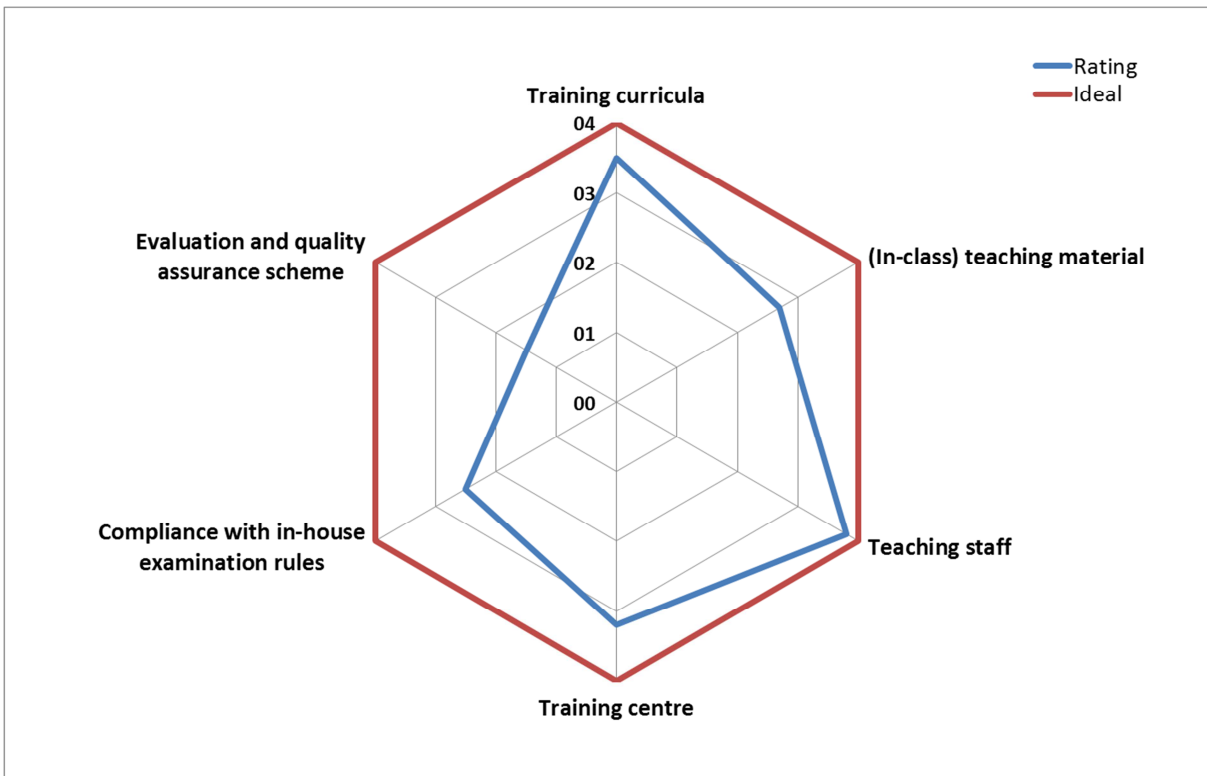 Rating
Ideal
Training curricula
04
03
02
01
00
Evaluation and quality
assurance scheme
(In-class) teaching material
Compliance with in-house
examination rules
Teaching staff
Training centre